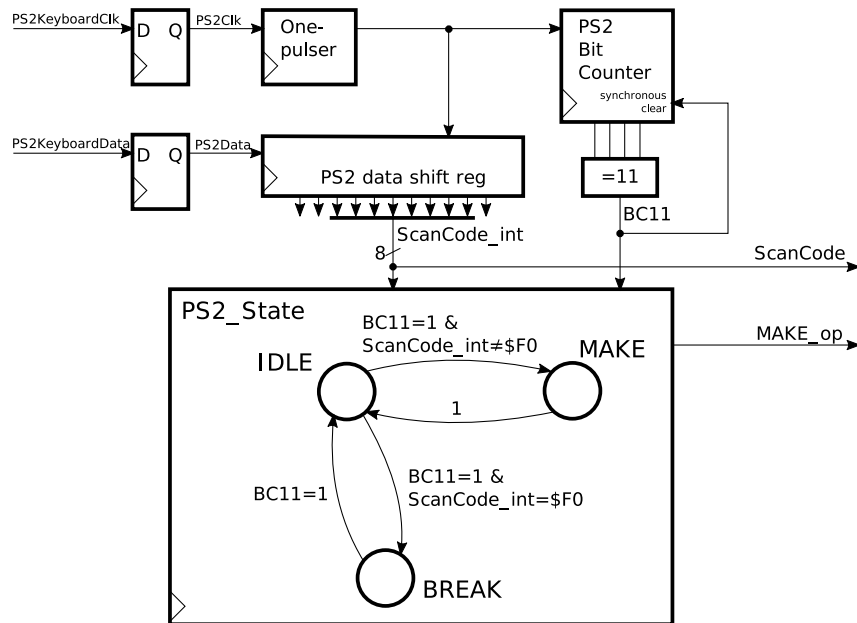 PS2KeyboardClk
D Q
PS2Clk
One-
pulser
PS2
Bit
Counter
synchronous
clear
PS2KeyboardData
D Q
PS2Data
PS2 data shift reg
=11
BC11
ScanCode_int
8
ScanCode
PS2_State
MAKE_op
BC11=1 &
ScanCode_int≠$F0
IDLE
MAKE
1
BC11=1
BC11=1 &
ScanCode_int=$F0
BREAK